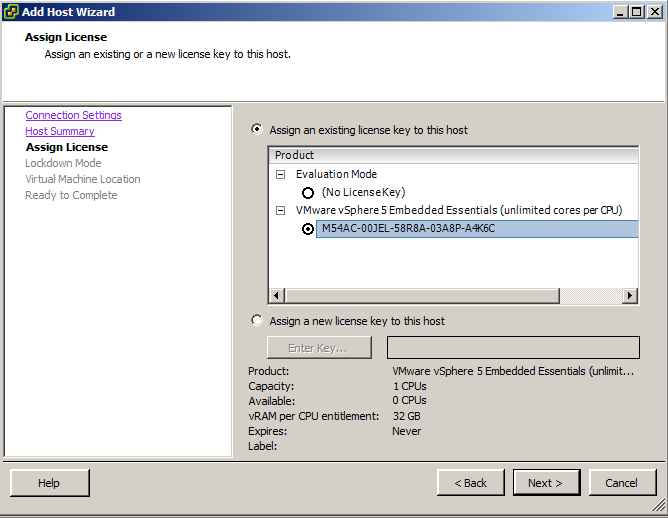 Add Host Wizard
Assign License
Assign an existing or a new license key to this host.
Connection Settings
Host Summary
Assign License
Lockdown Mode
Virtual Machine Location
Ready to Complete
Assign an existing license key to this host
Product
Evaluation Mode
(No License Key)
VMware vSphere 5 Embedded Essentials (unlimited cores per CPU)
M54AC-00JEL-58R8A-03A8P-A4K6C
Assign a new license key to this host
Enter Key...
Product: VMware vSphere 5 Embedded Essentials (unlimit...
Capacity: 1 CPUs
Available: 0 CPUs
vRAM per CPU entitlement: 32 GB
Expires: Never
Label:
Help < Back Next > Cancel